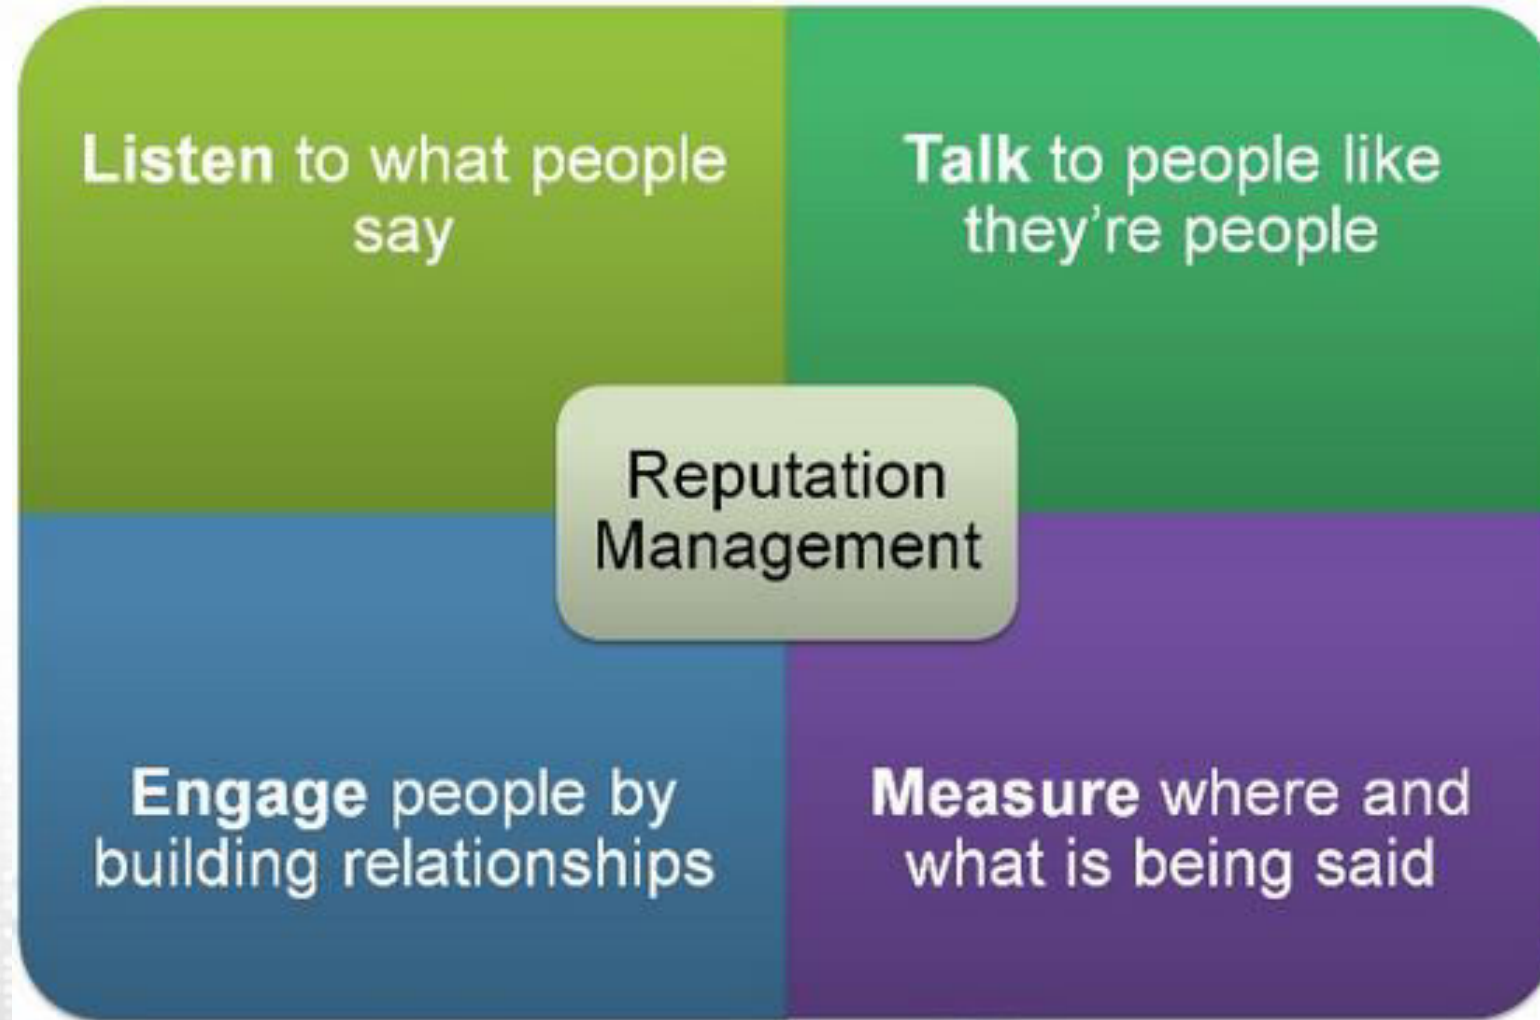 Listen to what people
say
Talk to people like
they’re people
Reputation
Management
Engage people by
building relationships
Measure where and
what is being said